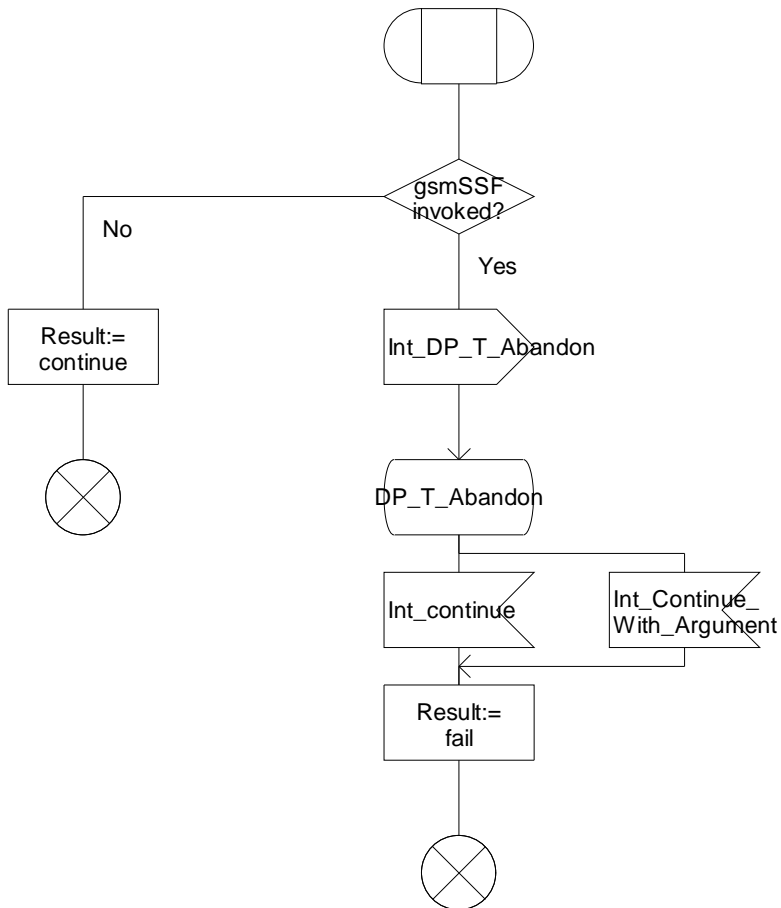 gsmSSF
invoked?
No
Yes
Result:=
continue
Int_DP_T_Abandon
DP_T_Abandon
Int_continue
Int_Continue_
With_Argument
Result:=
fail